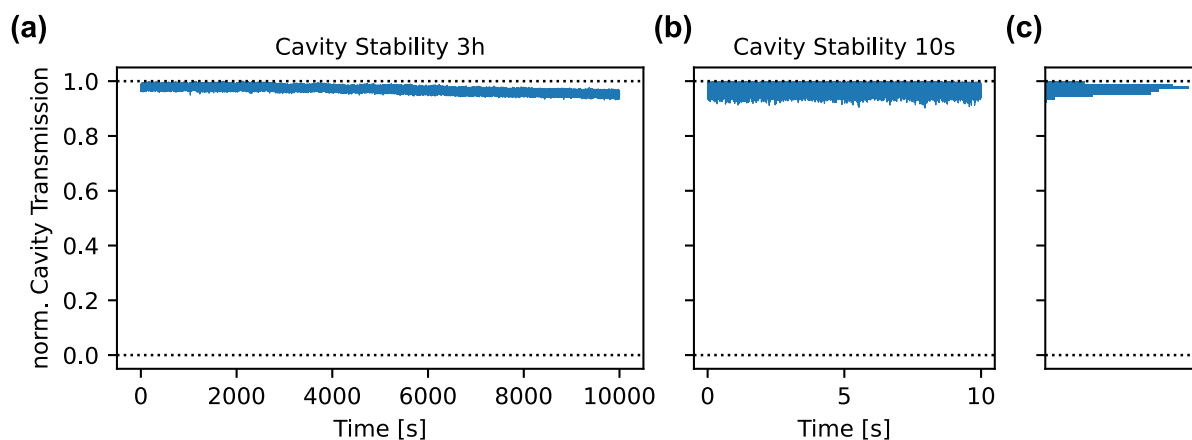 (a)
Cavity Stability 3h
(b)
Cavity Stability 10s
(c)
norm. Cavity Transmission
1.0
0.8
0.6
0.4
0.2
0.0
0 2000 4000 6000 8000 10000
Time [s]
0 5 10
Time [s]